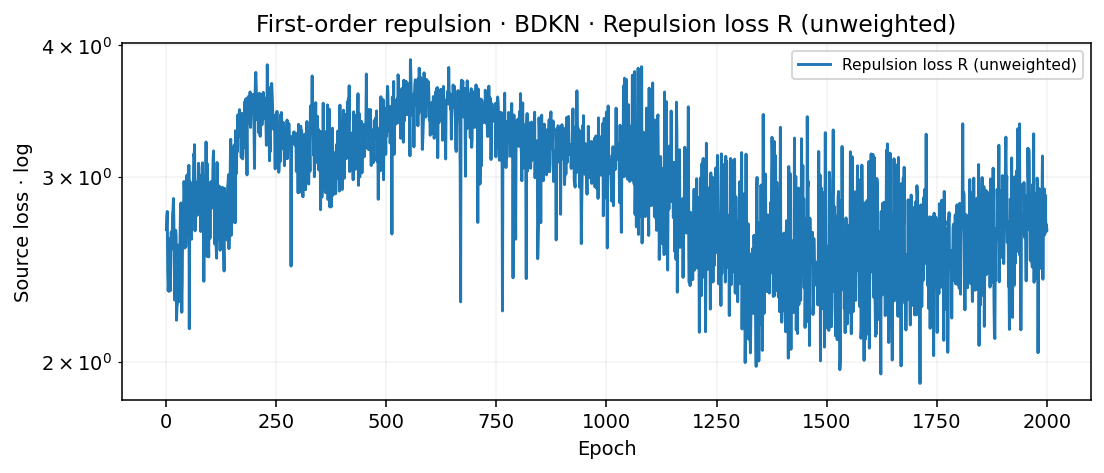 First-order repulsion · BDKN · Repulsion loss R (unweighted)
Source loss · log
4 × 10⁰
3 × 10⁰
2 × 10⁰
Repulsion loss R (unweighted)
0 250 500 750 1000 1250 1500 1750 2000
Epoch